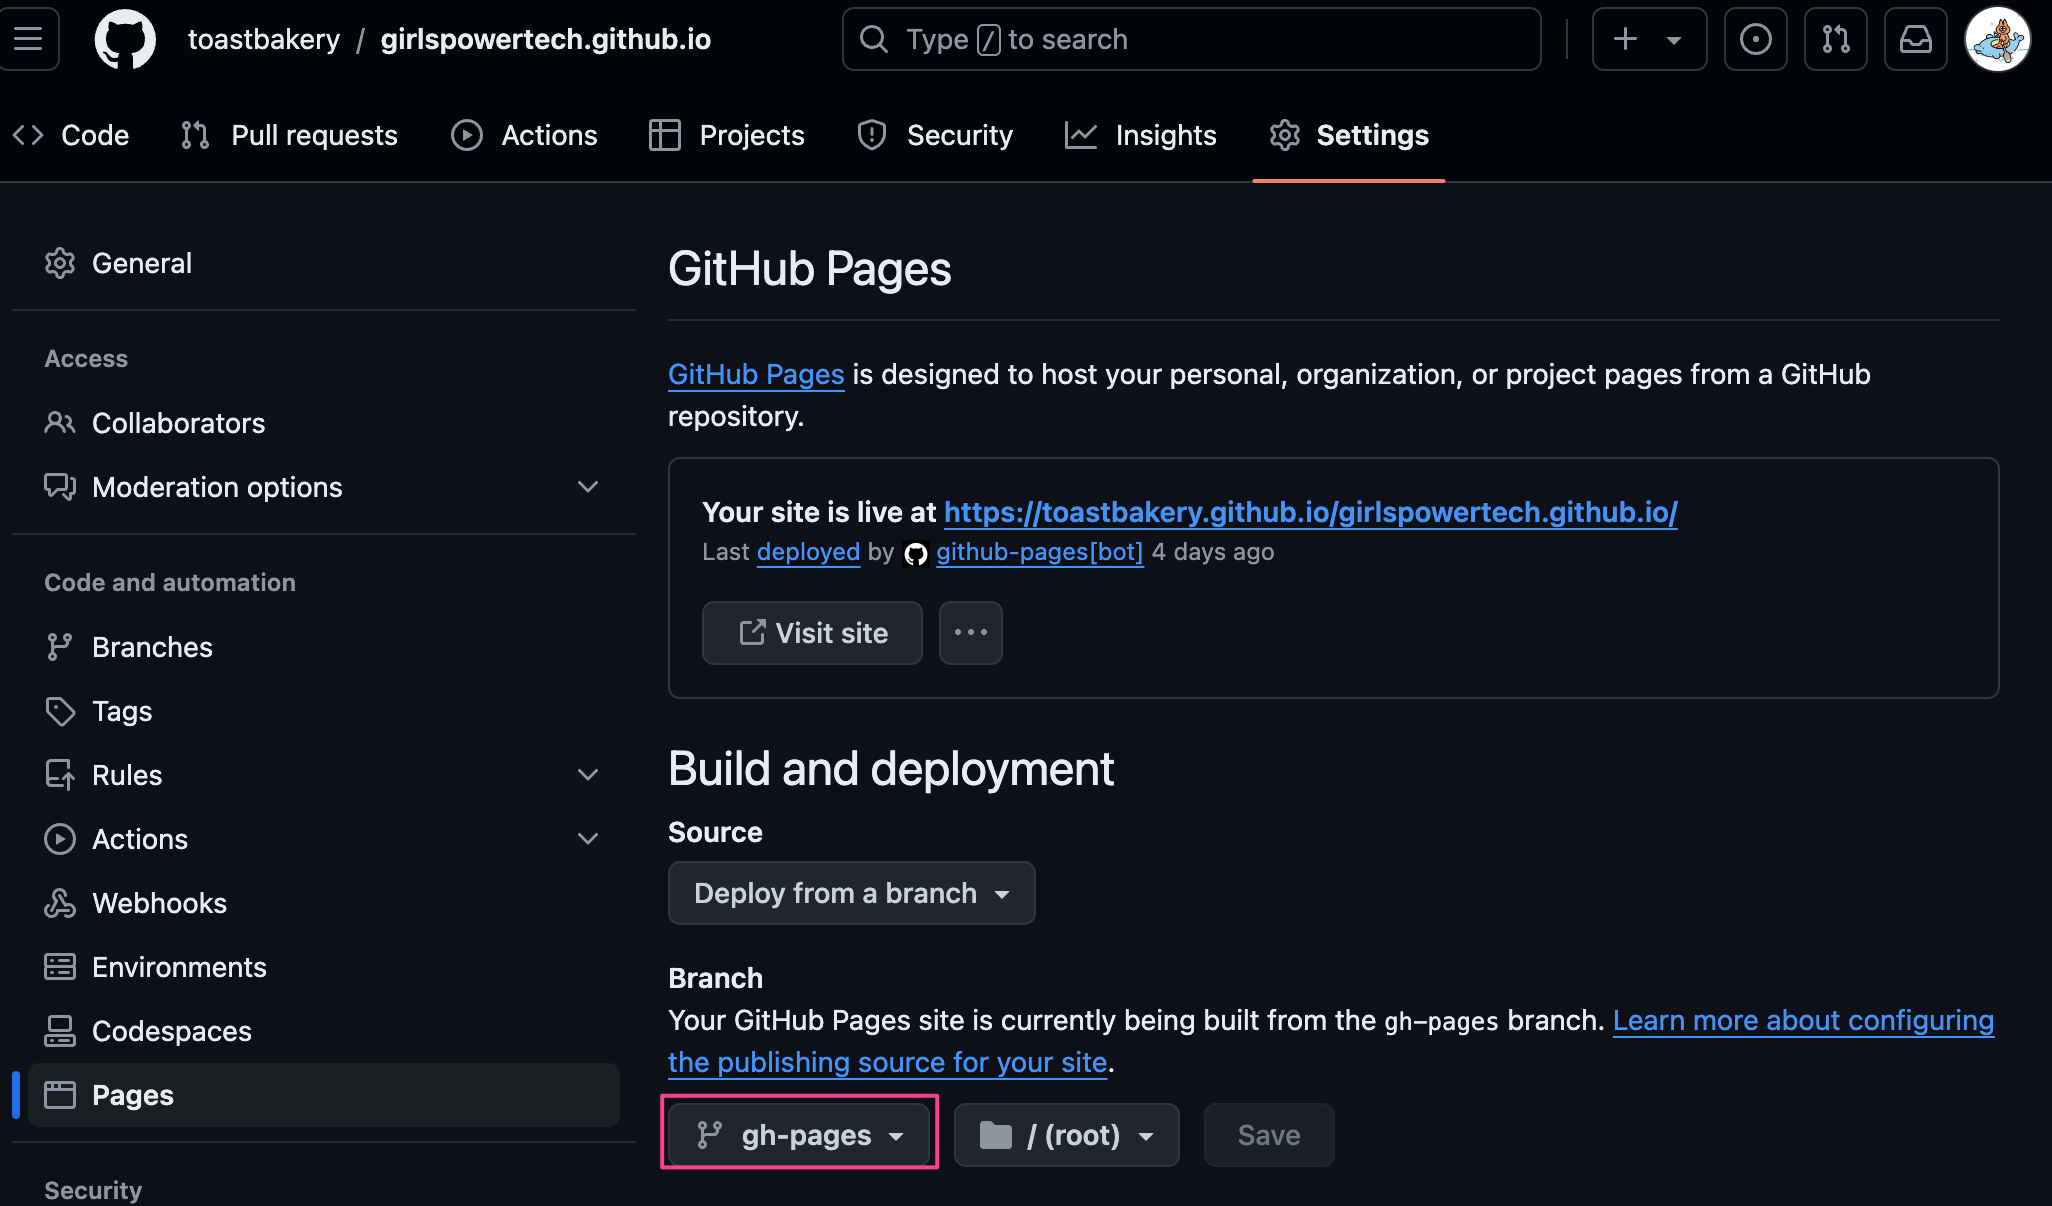 toastbakery / girlspowertech.github.io
Type / to search
Code
Pull requests
Actions
Projects
Security
Insights
Settings
General
Access
Collaborators
Moderation options
Code and automation
Branches
Tags
Rules
Actions
Webhooks
Environments
Codespaces
Pages
Security
GitHub Pages
GitHub Pages is designed to host your personal, organization, or project pages from a GitHub
repository.
Your site is live at https://toastbakery.github.io/girlspowertech.github.io/
Last deployed by github-pages[bot] 4 days ago
Visit site
Build and deployment
Source
Deploy from a branch
Branch
Your GitHub Pages site is currently being built from the gh-pages branch. Learn more about configuring
the publishing source for your site.
gh-pages
/ (root)
Save